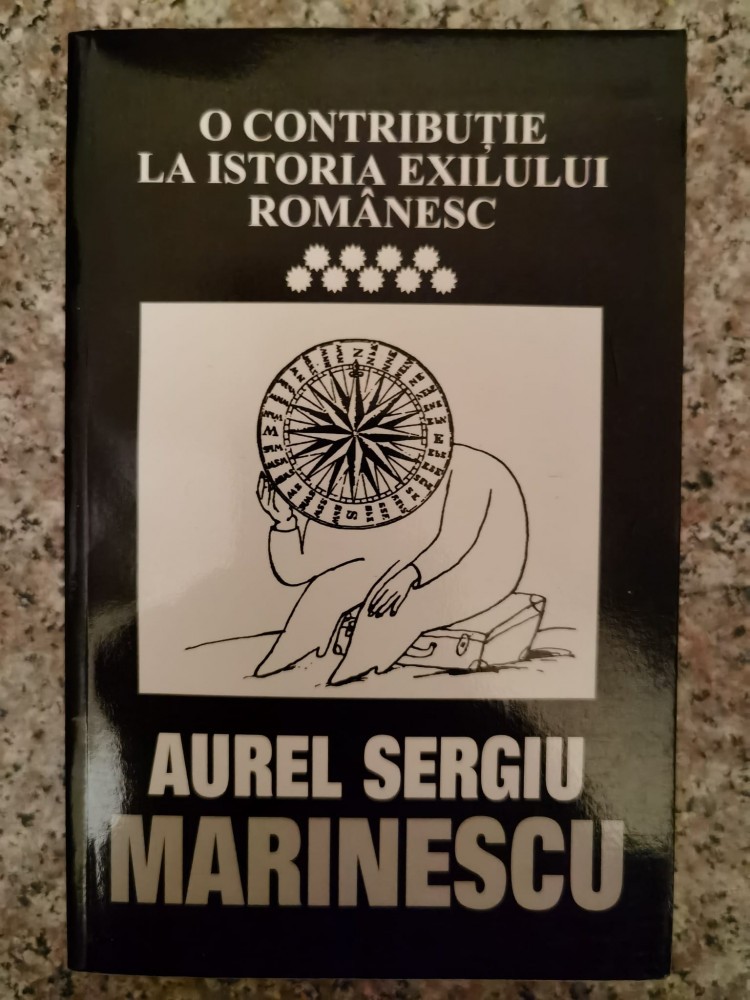 O CONTRIBUȚIE
LA ISTORIA EXILULUI
ROMÂNESC
N
W
E
S
AUREL SERGIU
MARINESCU